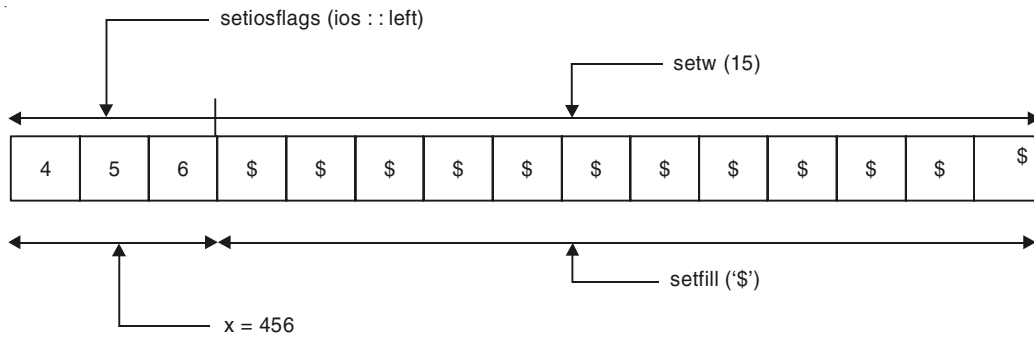 setiosflags (ios : : left)
setw (15)
4 5 6 $ $ $ $ $ $ $ $ $ $ $ $
setfill (‘$’)
x = 456